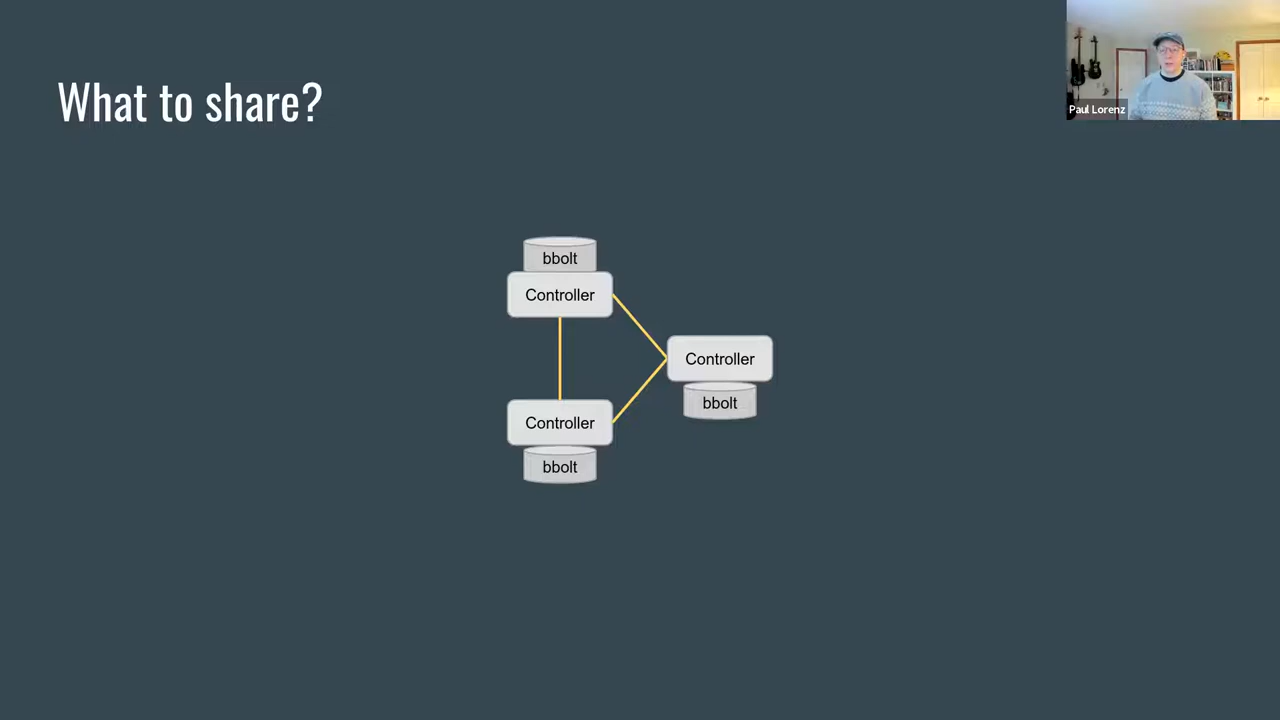 What to share?
Paul Lorenz
bbolt
Controller
Controller
bbolt
Controller
bbolt